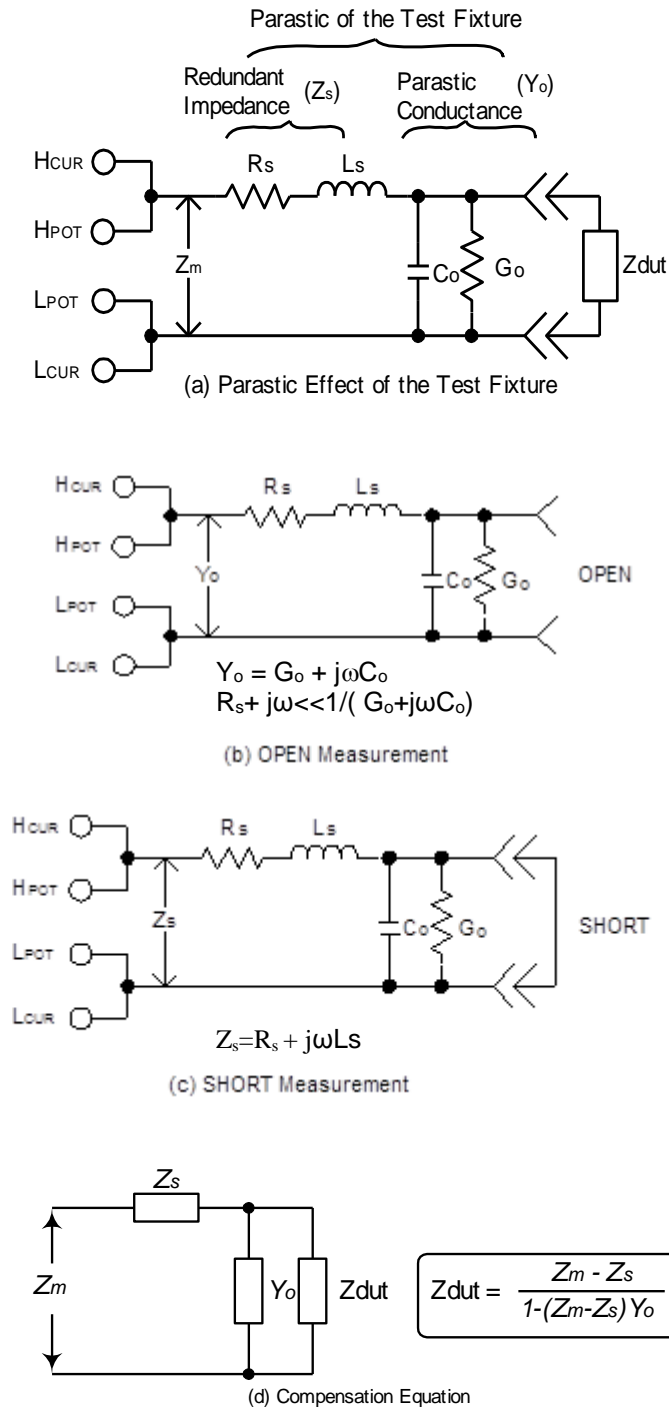 Parastic of the Test Fixture
Redundant Impedance (Zs)
Parastic Conductance (Yo)
HCUR
HPOT
LPOT
LCUR
Rs
Ls
Zm
Co
Go
Zdut
(a) Parastic Effect of the Test Fixture
HCUR
HPOT
LPOT
LCUR
Rs
Ls
Yo
Co
Go
OPEN
Yo = Go + jωCo
Rs+ jω<<1/( Go+jωCo)
(b) OPEN Measurement
HCUR
HPOT
LPOT
LCUR
Rs
Ls
Zs
Co
Go
SHORT
Zs=Rs + jωLs
(c) SHORT Measurement
Zs
Zm
Yo
Zdut
Zdut = Zm - Zs
1-(Zm-Zs)Yo
(d) Compensation Equation